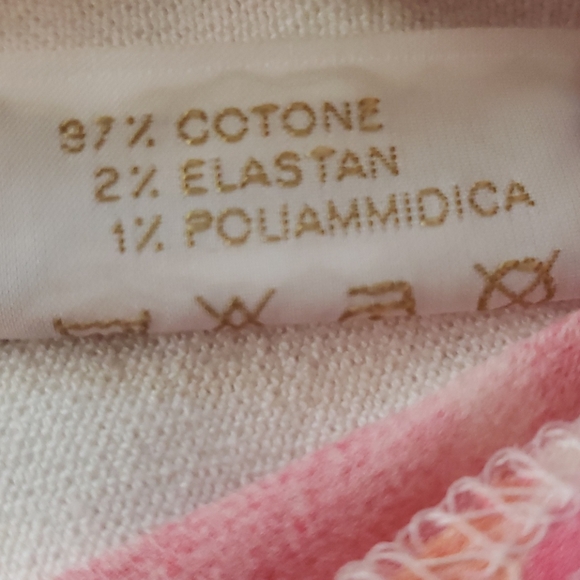 97% COTONE
2% ELASTAN
1% POLIAMMIDICA